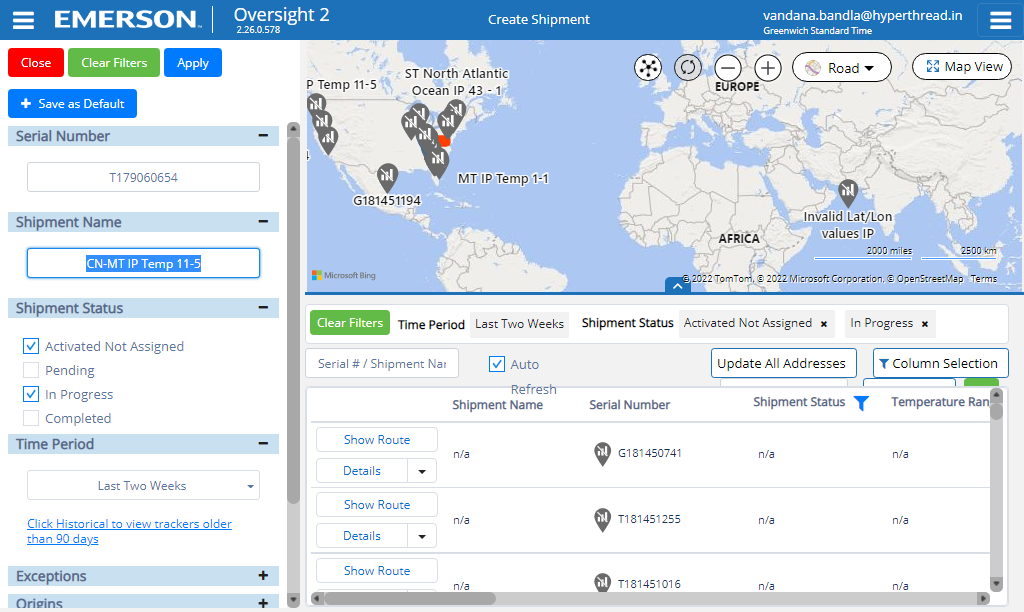 EMERSON.
Oversight 2
2.26.0.578
Create Shipment
vandana.bandla@hyperthread.in
Greenwich Standard Time
Close
Clear Filters
Apply
+ Save as Default
Serial Number
T179060654
Shipment Name
CN-MT IP Temp 11-5
Shipment Status
Activated Not Assigned
Pending
In Progress
Completed
Time Period
Last Two Weeks
Click Historical to view trackers older
than 90 days
Exceptions
Origins
P Temp 11-5
ST North Atlantic
Ocean IP 43 - 1
MT IP Temp 1-1
G181451194
EUROPE
AFRICA
Invalid Lat/Lon
values IP
Road
Map View
2000 miles
2500 km
Microsoft Bing
© 2022 TomTom, © 2022 Microsoft Corporation, © OpenStreetMap Terms
Clear Filters
Time Period
Last Two Weeks
Shipment Status
Activated Not Assigned ×
In Progress ×
Serial # / Shipment Nar
Auto
Refresh
Update All Addresses
Column Selection
Shipment Name
Serial Number
Shipment Status
Temperature Ran
Show Route
Details
n/a
G181450741
n/a
n/a
Show Route
Details
n/a
T181451255
n/a
n/a
Show Route
n/a
T181451016
n/a
n/a